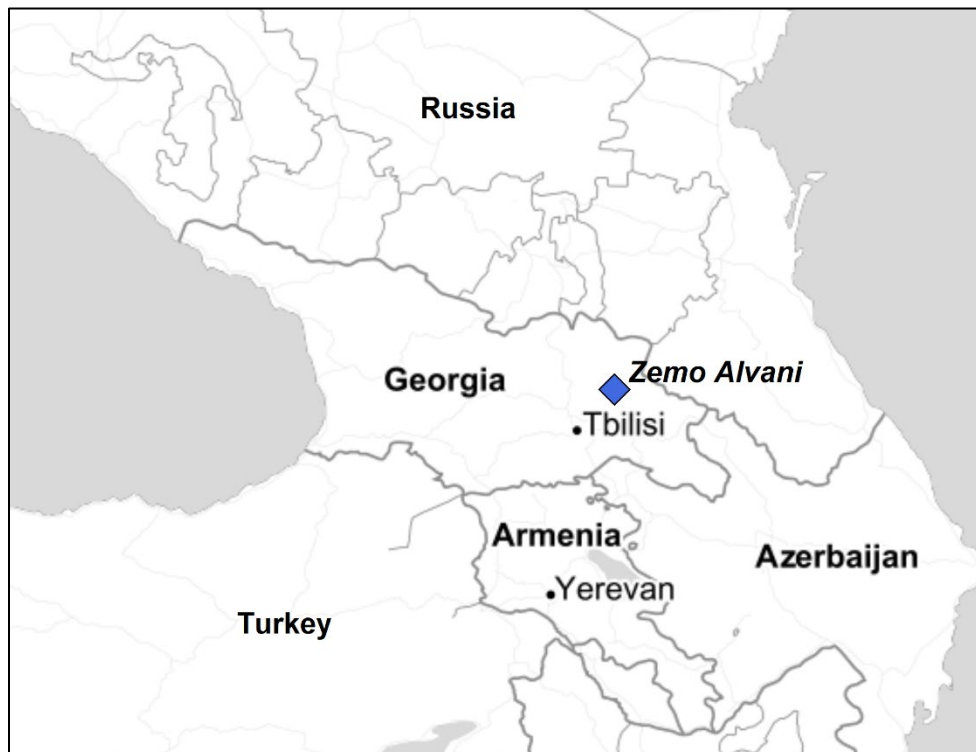 Russia
Zemo Alvani
Georgia
Tbilisi
Armenia
Azerbaijan
Yerevan
Turkey